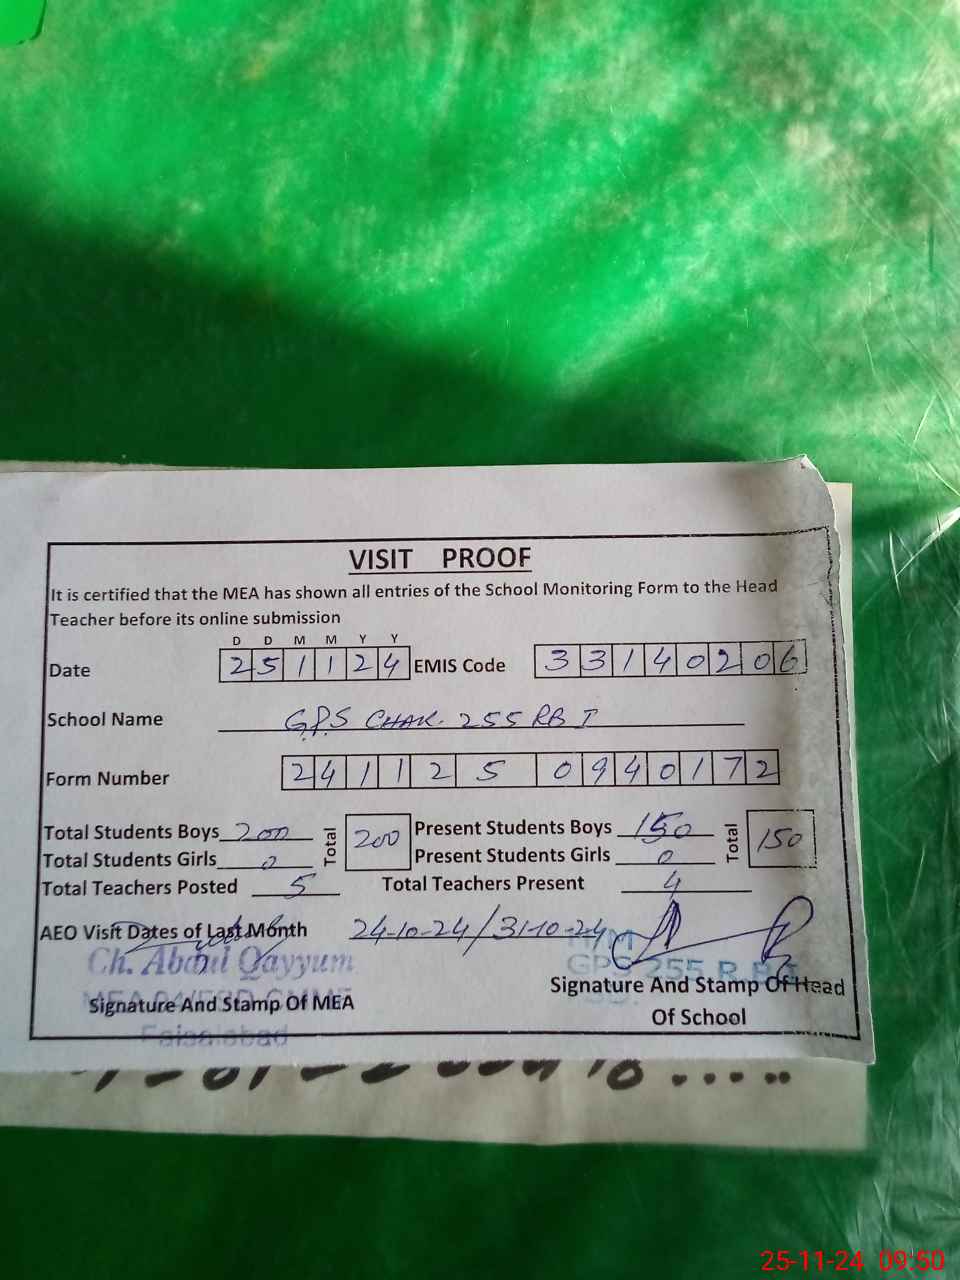 VISIT PROOF
It is certified that the MEA has shown all entries of the School Monitoring Form to the Head
Teacher before its online submission
D D M M Y Y
Date 2 5 1 1 2 4 EMIS Code 3 3 1 4 0 2 0 6
School Name GPS CHAK. 255 RB I
Form Number 2 4 1 1 2 5 0 9 4 0 1 7 2
Total Students Boys 200 Total 200 Present Students Boys 150 Total 150
Total Students Girls 0 Present Students Girls 0
Total Teachers Posted 5 Total Teachers Present 4
AEO Visit Dates of Last Month 24-10-24/31-10-24
Ch. Abdul Qayyum
GPS 255 R.B
Signature And Stamp Of MEA
Signature And Stamp Of Head
Of School
Faisalabad
25-11-24 09:50